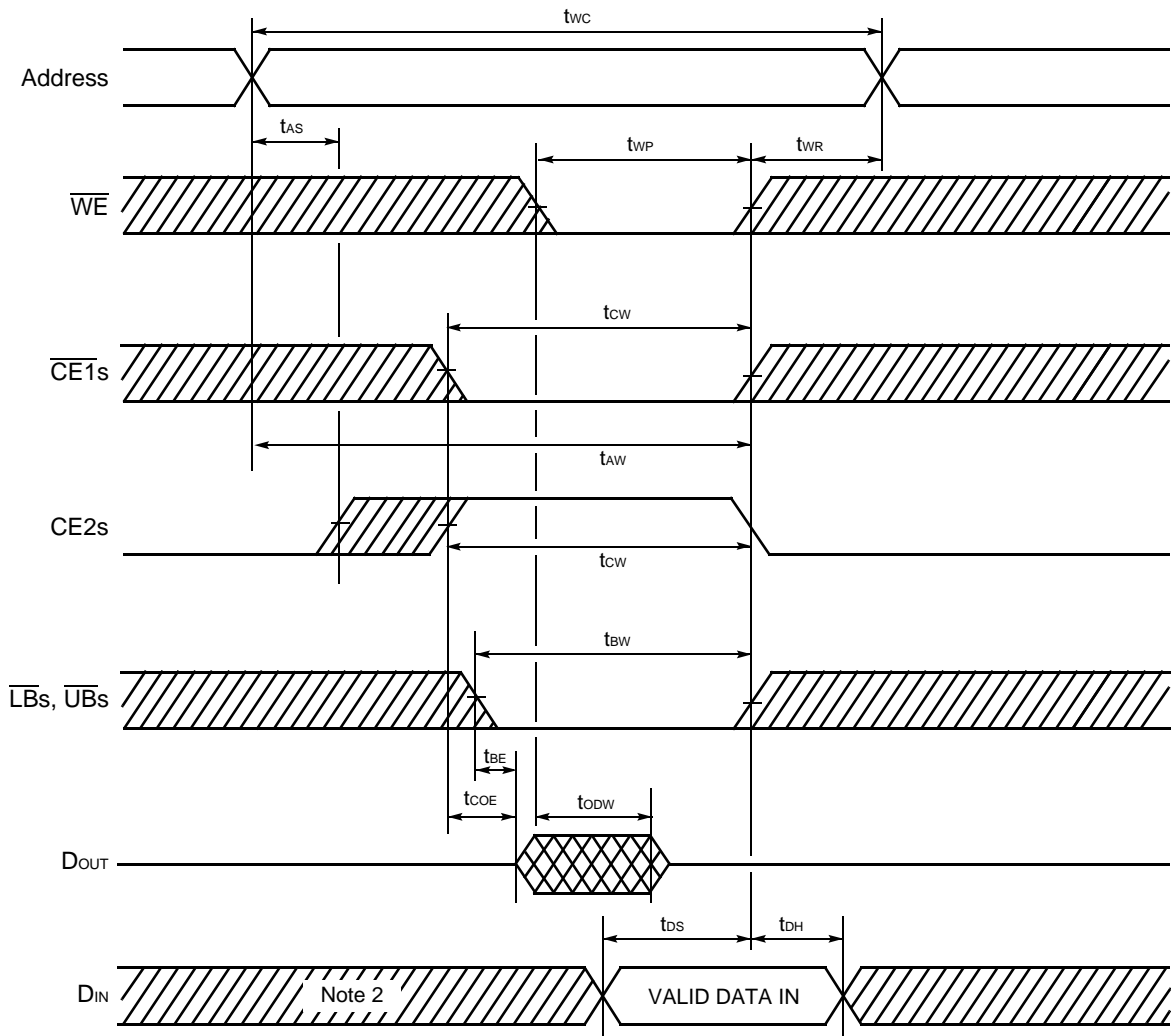 tWC
Address
tAS
tWP
tWR
WE
tCW
CE1s
tAW
CE2s
tCW
tBW
LBs, UBs
tBE
tCOE
tODW
DOUT
tDS
tDH
DIN
Note 2
VALID DATA IN